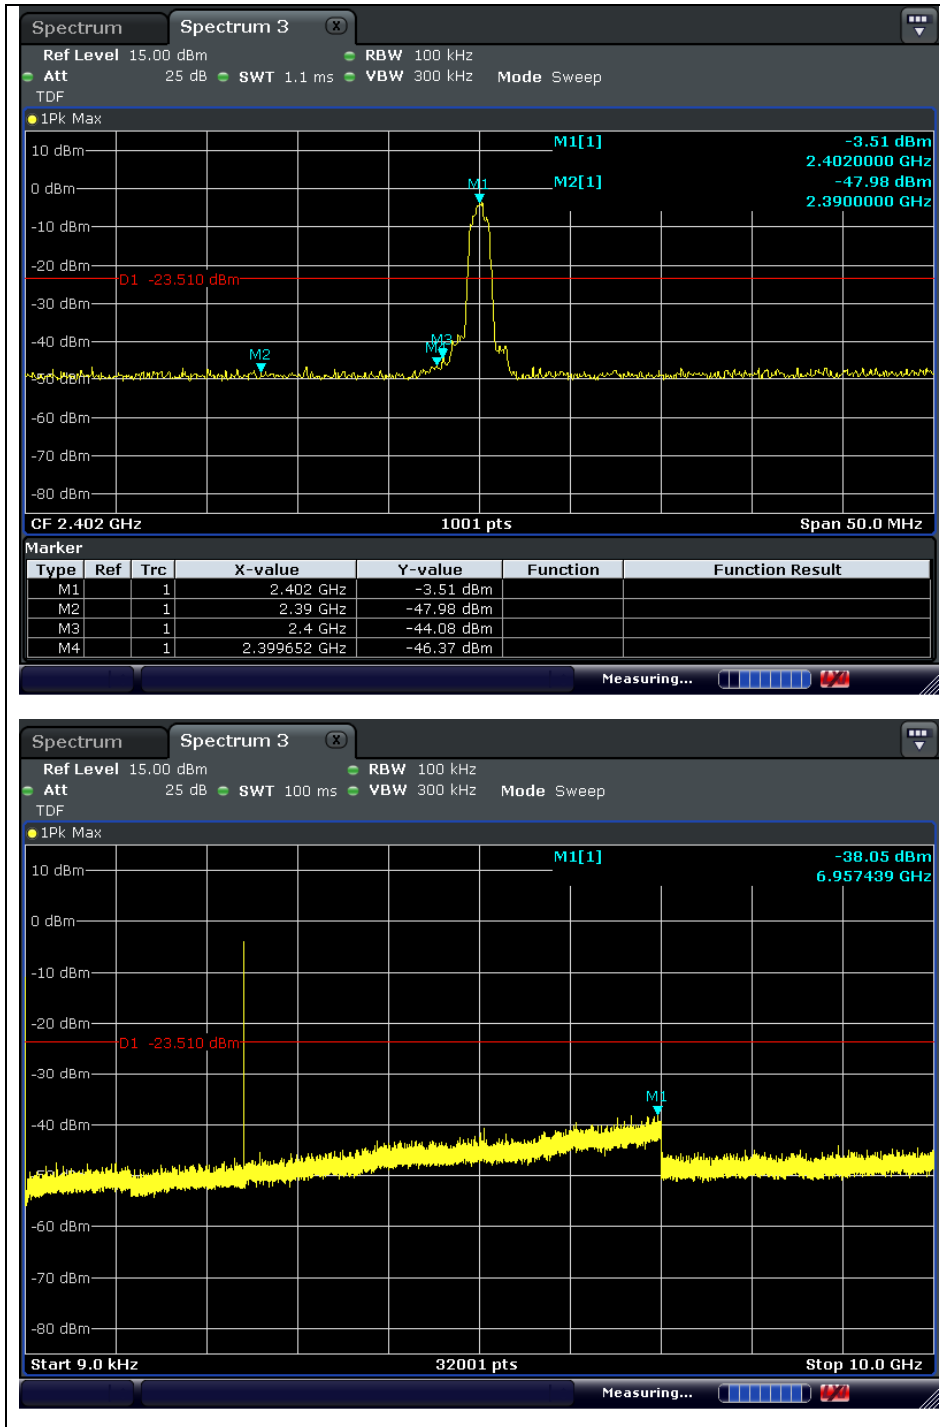 Spectrum Spectrum 3 X
Ref Level 15.00 dBm RBW 100 kHz
Att 25 dB SWT 1.1 ms VBW 300 kHz Mode Sweep
TDF
1Pk Max
M1[1] -3.51 dBm
2.4020000 GHz
M2[1] -47.98 dBm
2.3900000 GHz
10 dBm
0 dBm
M1
-10 dBm
-20 dBm
D1 -23.510 dBm
-30 dBm
-40 dBm
M2
M3
-50 dBm
-60 dBm
-70 dBm
-80 dBm
CF 2.402 GHz 1001 pts Span 50.0 MHz
Marker
Type Ref Trc X-value Y-value Function Function Result
M1 1 2.402 GHz -3.51 dBm
M2 1 2.39 GHz -47.98 dBm
M3 1 2.4 GHz -44.08 dBm
M4 1 2.399652 GHz -46.37 dBm
Measuring...
Spectrum Spectrum 3 X
Ref Level 15.00 dBm RBW 100 kHz
Att 25 dB SWT 100 ms VBW 300 kHz Mode Sweep
TDF
1Pk Max
M1[1] -38.05 dBm
6.957439 GHz
10 dBm
0 dBm
-10 dBm
-20 dBm
D1 -23.510 dBm
-30 dBm
M1
-40 dBm
-60 dBm
-70 dBm
-80 dBm
Start 9.0 kHz 32001 pts Stop 10.0 GHz
Measuring...